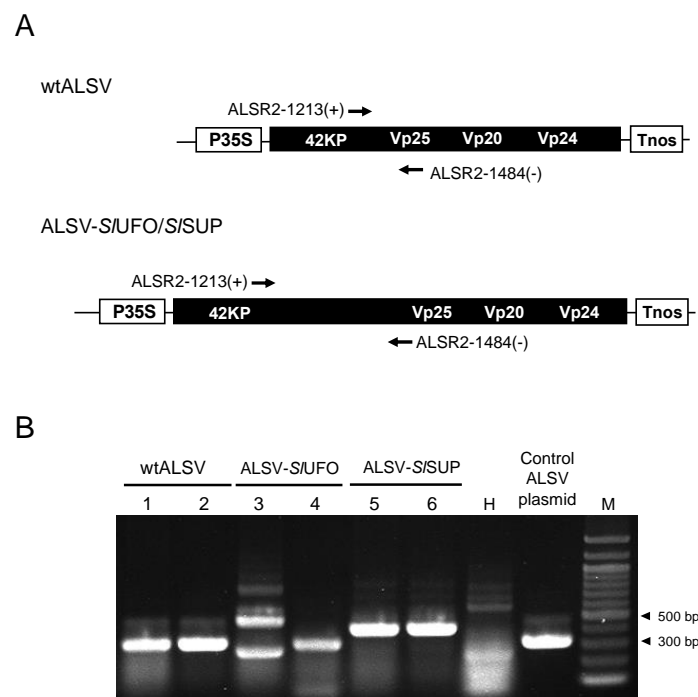 A
wtALSV
ALSR2-1213(+)
P35S 42KP Vp25 Vp20 Vp24 Tnos
ALSR2-1484(-)
ALSV-SlUFO/SlSUP
ALSR2-1213(+)
P35S 42KP Vp25 Vp20 Vp24 Tnos
ALSR2-1484(-)
B
wtALSV ALSV-SlUFO ALSV-SlSUP Control
ALSV
plasmid
1 2 3 4 5 6 H M
500 bp
300 bp